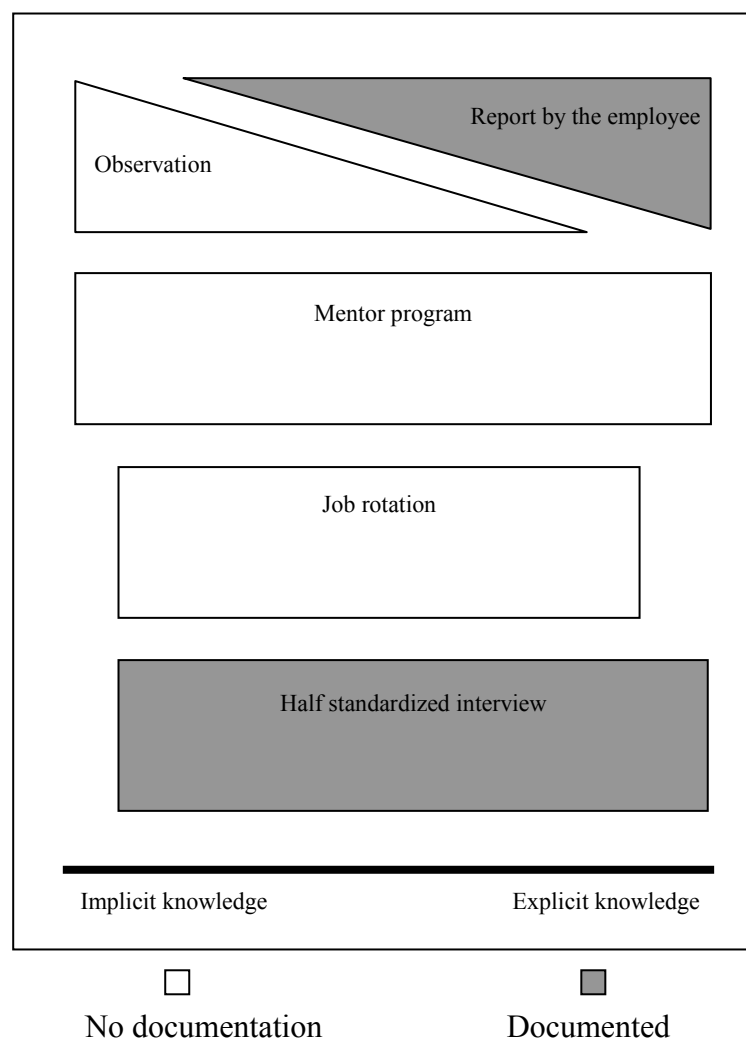 Report by the employee
Observation
Mentor program
Job rotation
Half standardized interview
Implicit knowledge
Explicit knowledge
No documentation
Documented